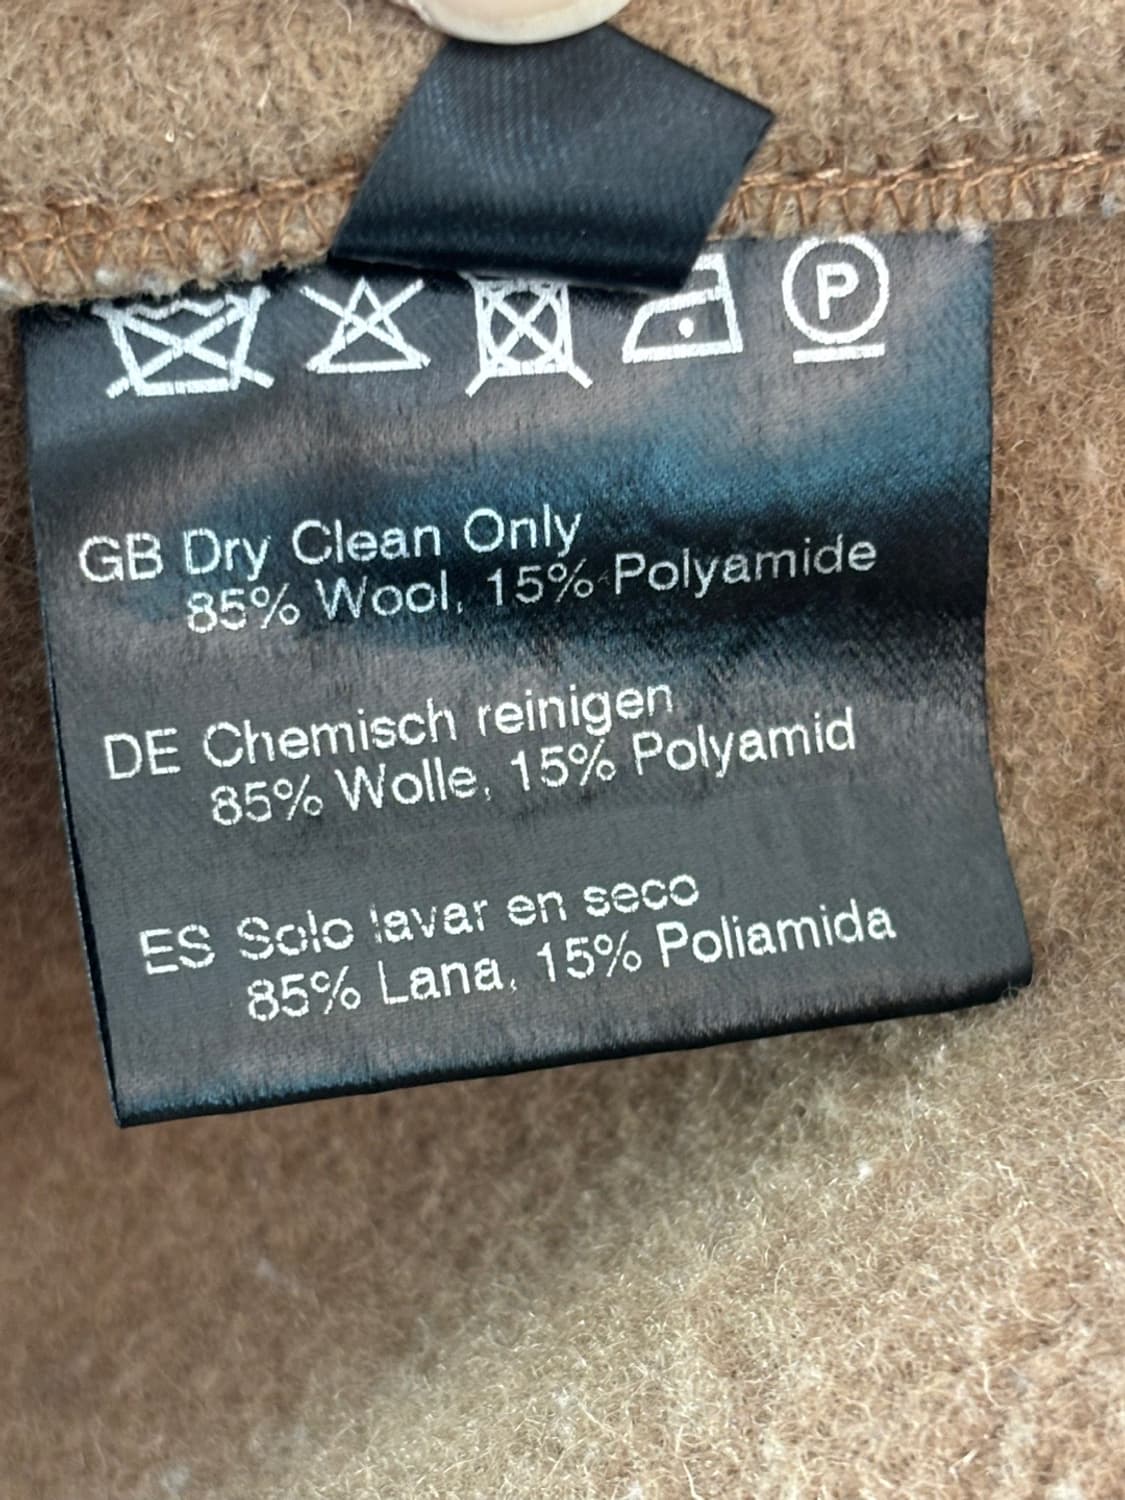 P
GB Dry Clean Only
85% Wool, 15% Polyamide
DE Chemisch reinigen
85% Wolle, 15% Polyamid
ES Solo lavar en seco
85% Lana, 15% Poliamida